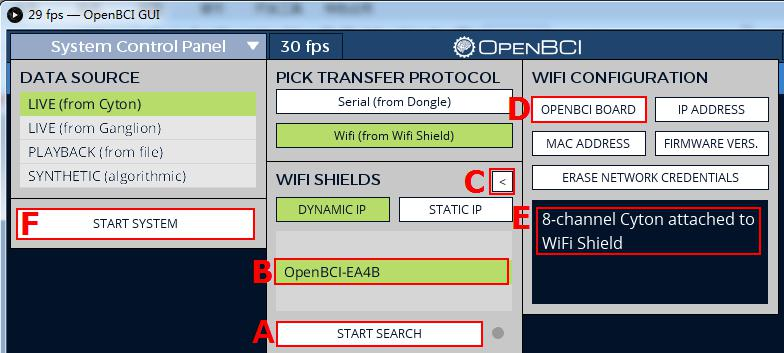 29 fps — OpenBCI GUI
System Control Panel
30 fps
OPENBCI
DATA SOURCE
LIVE (from Cyton)
LIVE (from Ganglion)
PLAYBACK (from file)
SYNTHETIC (algorithmic)
F
START SYSTEM
PICK TRANSFER PROTOCOL
Serial (from Dongle)
Wifi (from Wifi Shield)
WIFI SHIELDS
C
<
DYNAMIC IP
STATIC IP
B
OpenBCI-EA4B
A
START SEARCH
WIFI CONFIGURATION
D
OPENBCI BOARD
IP ADDRESS
MAC ADDRESS
FIRMWARE VERS.
ERASE NETWORK CREDENTIALS
E
8-channel Cyton attached to
WiFi Shield